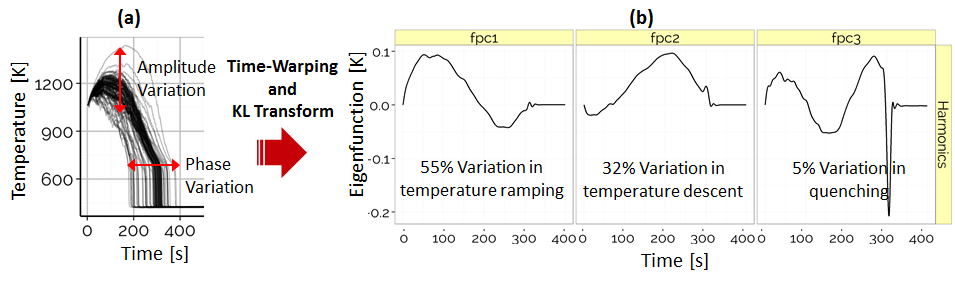 (a)
(b)
Temperature [K]
1200
900
600
Amplitude
Variation
Phase
Variation
0
200
400
Time [s]
Time-Warping
and
KL Transform
Eigenfunction [K]
0.1
0.0
-0.1
-0.2
fpc1
fpc2
fpc3
55% Variation in
temperature ramping
32% Variation in
temperature descent
5% Variation in
quenching
Harmonics
0 100 200 300 400
0 100 200 300 400
0 100 200 300 400
Time [s]